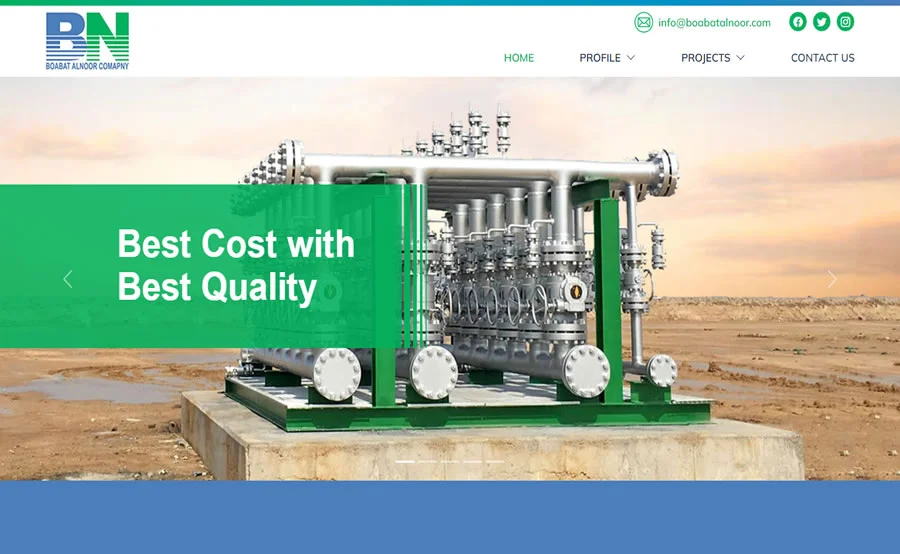 BN
BOABAT ALNOOR COMAPNY
info@boabatalnoor.com
HOME PROFILE PROJECTS CONTACT US
Best Cost with
Best Quality